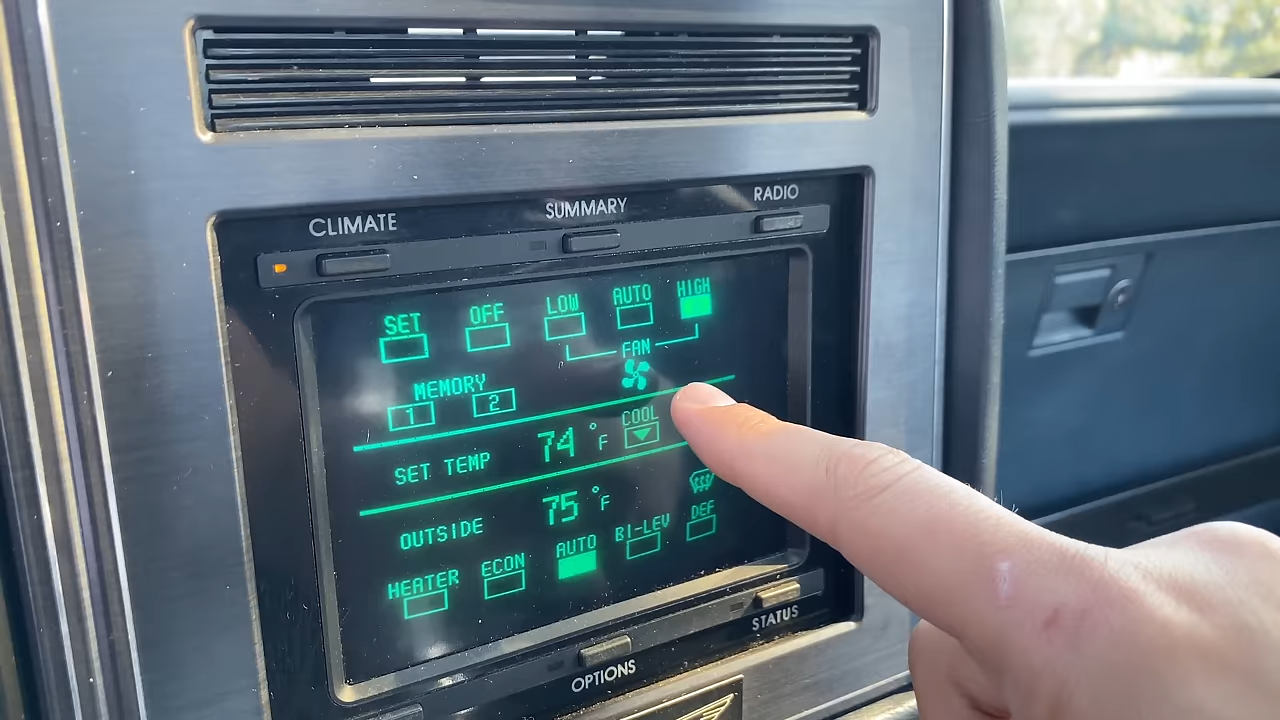 CLIMATE SUMMARY RADIO
SET OFF LOW AUTO HIGH
FAN
MEMORY
1 2
COOL
SET TEMP 74 °F
OUTSIDE 75 °F
HEATER ECON AUTO BI-LEV DEF
OPTIONS STATUS